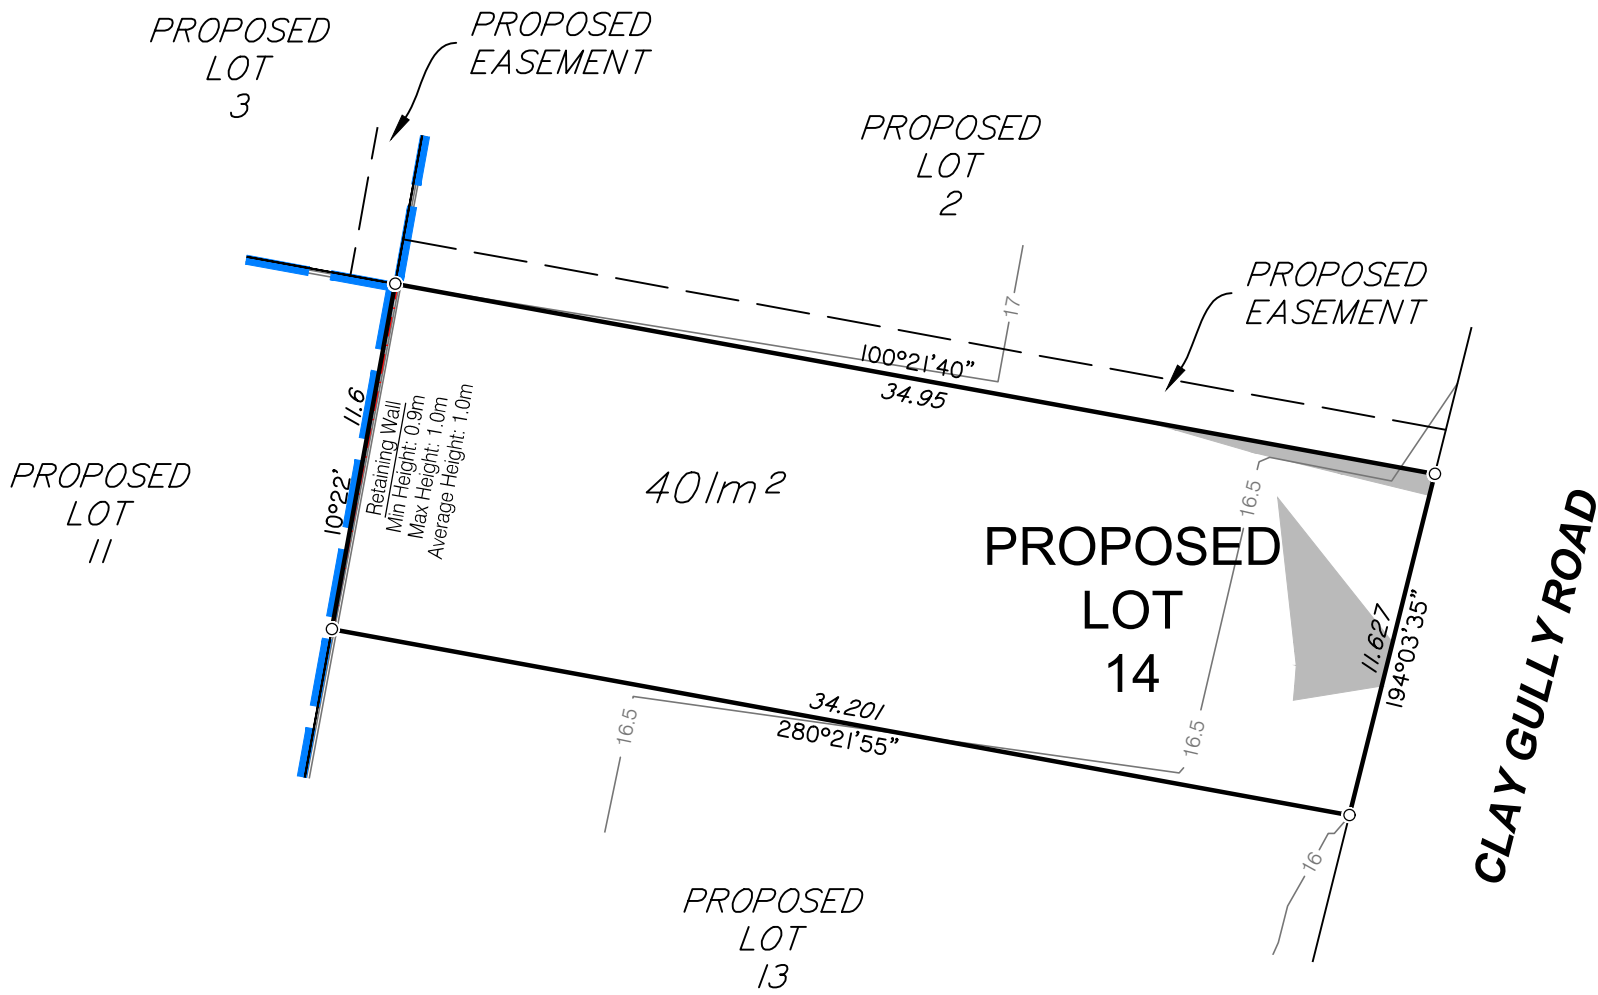 PROPOSED
LOT
3
PROPOSED
EASEMENT
PROPOSED
LOT
2
PROPOSED
EASEMENT
17
100°21'40"
34.95
11.6
10°22'
Retaining Wall
Min Height: 0.9m
Max Height: 1.0m
Average Height: 1.0m
PROPOSED
LOT
11
401m²
16.5
PROPOSED
LOT
14
11.627
194°03'35"
CLAY GULLY ROAD
34.201
280°21'55"
16.5
16.5
16
PROPOSED
LOT
13